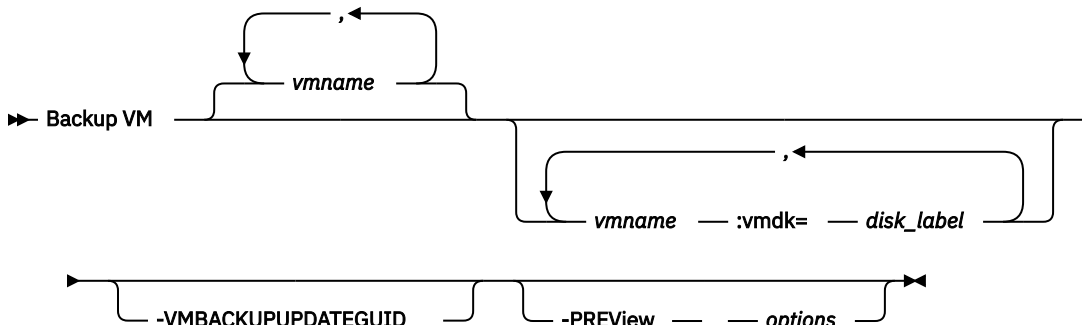 ,
vmname
Backup VM
,
vmname :vmdk= disk_label
-VMBACKUPUPDATEGUID -PREView options